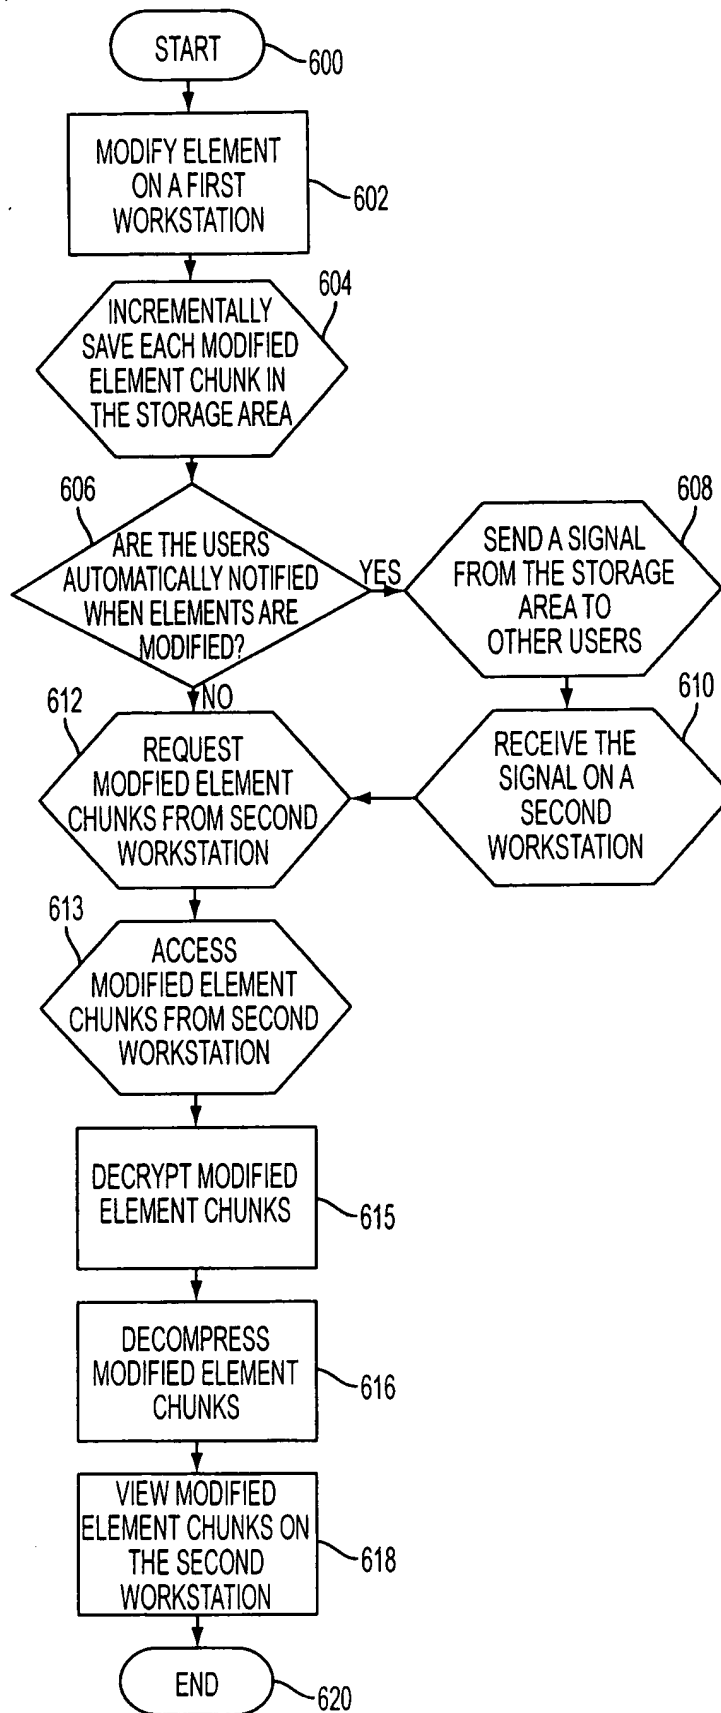 START
600
MODIFY ELEMENT
ON A FIRST
WORKSTATION
602
INCREMENTALLY
SAVE EACH MODIFIED
ELEMENT CHUNK IN
THE STORAGE AREA
604
606
ARE THE USERS
AUTOMATICALLY NOTIFIED
WHEN ELEMENTS ARE
MODIFIED?
YES
608
SEND A SIGNAL
FROM THE STORAGE
AREA TO
OTHER USERS
NO
610
RECEIVE THE
SIGNAL ON A
SECOND
WORKSTATION
612
REQUEST
MODFIED ELEMENT
CHUNKS FROM SECOND
WORKSTATION
613
ACCESS
MODIFIED ELEMENT
CHUNKS FROM SECOND
WORKSTATION
DECRYPT MODIFIED
ELEMENT CHUNKS
615
DECOMPRESS
MODIFIED ELEMENT
CHUNKS
616
VIEW MODIFIED
ELEMENT CHUNKS ON
THE SECOND
WORKSTATION
618
END
620